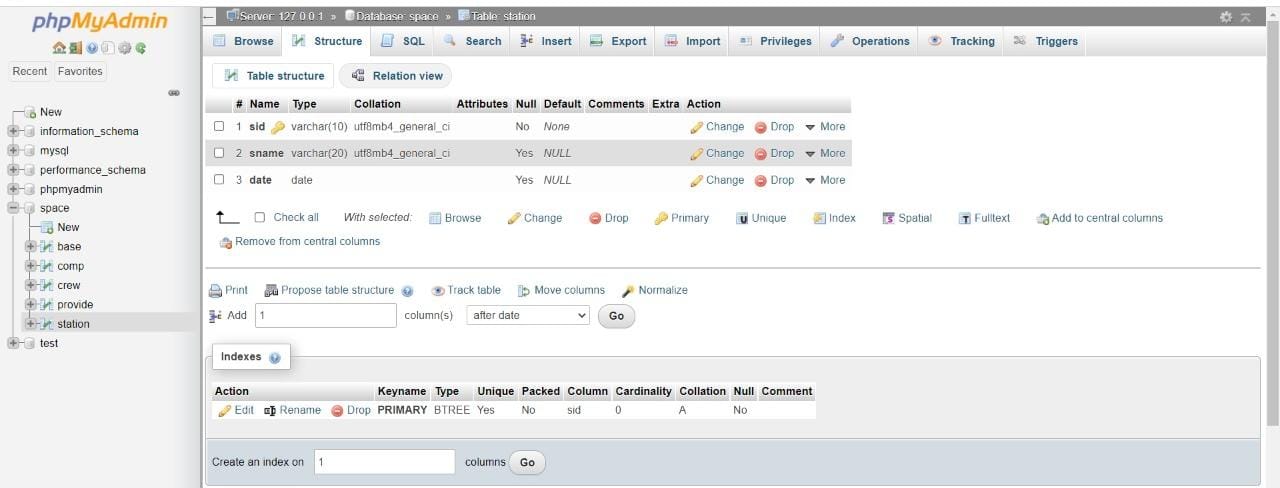 phpMyAdmin
Recent Favorites
New
information_schema
mysql
performance_schema
phpmyadmin
space
New
base
comp
crew
provide
station
test
Server: 127.0.0.1 » Database: space » Table: station
Browse Structure SQL Search Insert Export Import Privileges Operations Tracking Triggers
Table structure Relation view
# Name Type Collation Attributes Null Default Comments Extra Action
1 sid varchar(10) utf8mb4_general_ci No None Change Drop More
2 sname varchar(20) utf8mb4_general_ci Yes NULL Change Drop More
3 date date Yes NULL Change Drop More
Check all With selected: Browse Change Drop Primary Unique Index Spatial Fulltext Add to central columns
Remove from central columns
Print Propose table structure Track table Move columns Normalize
Add 1 column(s) after date Go
Indexes
Action Keyname Type Unique Packed Column Cardinality Collation Null Comment
Edit Rename Drop PRIMARY BTREE Yes No sid 0 A No
Create an index on 1 columns Go